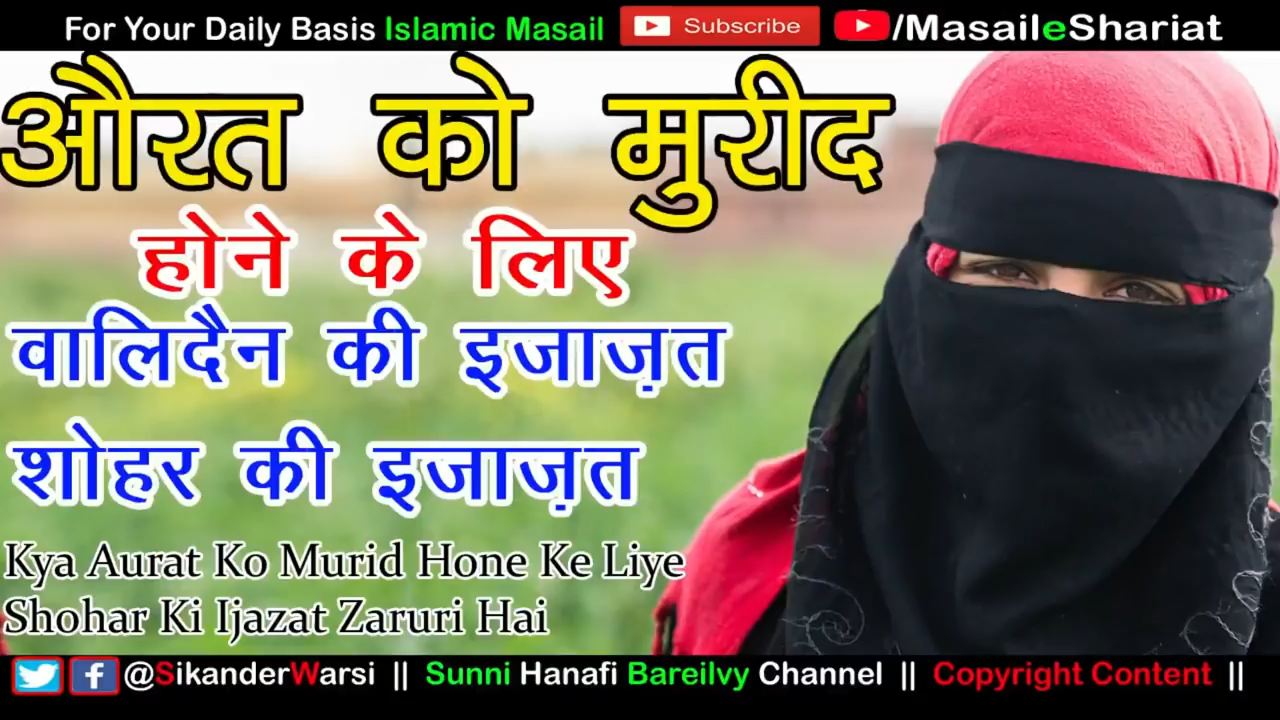 For Your Daily Basis Islamic Masail Subscribe /MasaileShariat
औरत को मुरीद
होने के लिए
वालिदैन की इजाज़त
शोहर की इजाज़त
Kya Aurat Ko Murid Hone Ke Liye
Shohar Ki Ijazat Zaruri Hai
@SikanderWarsi || Sunni Hanafi Bareilvy Channel || Copyright Content ||